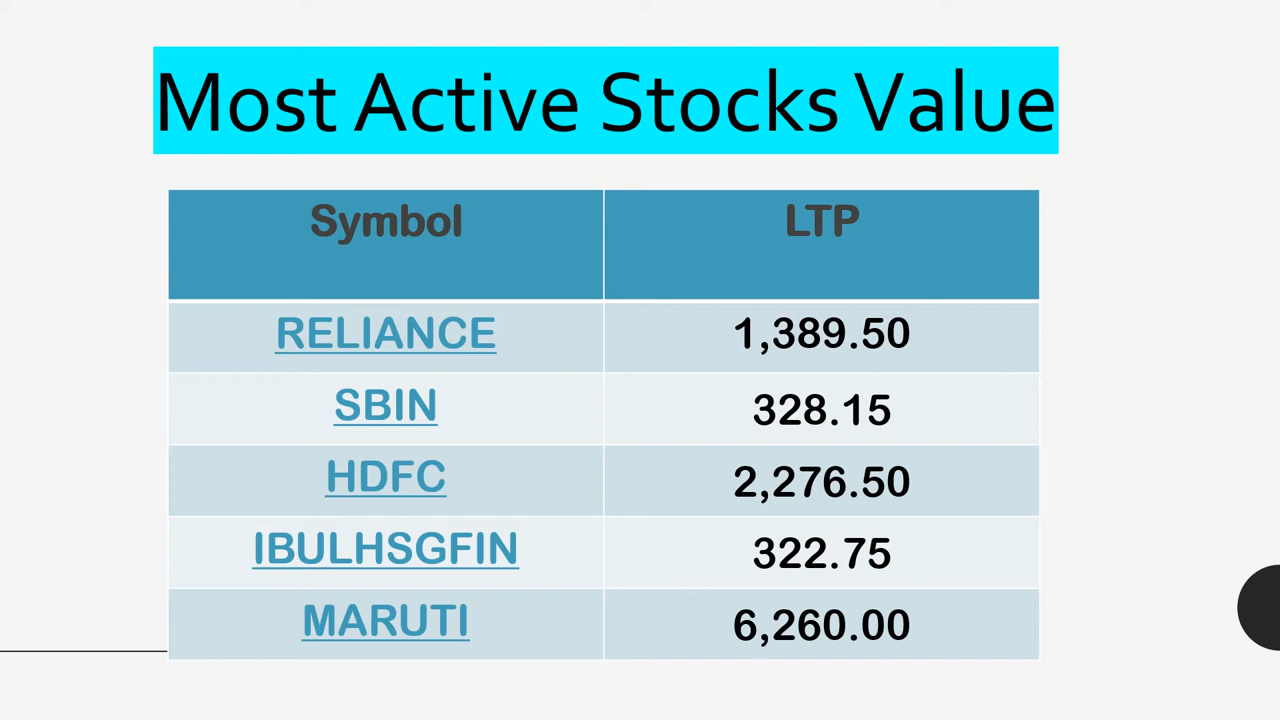 Most Active Stocks Value
Symbol LTP
RELIANCE 1,389.50
SBIN 328.15
HDFC 2,276.50
IBULHSGFIN 322.75
MARUTI 6,260.00